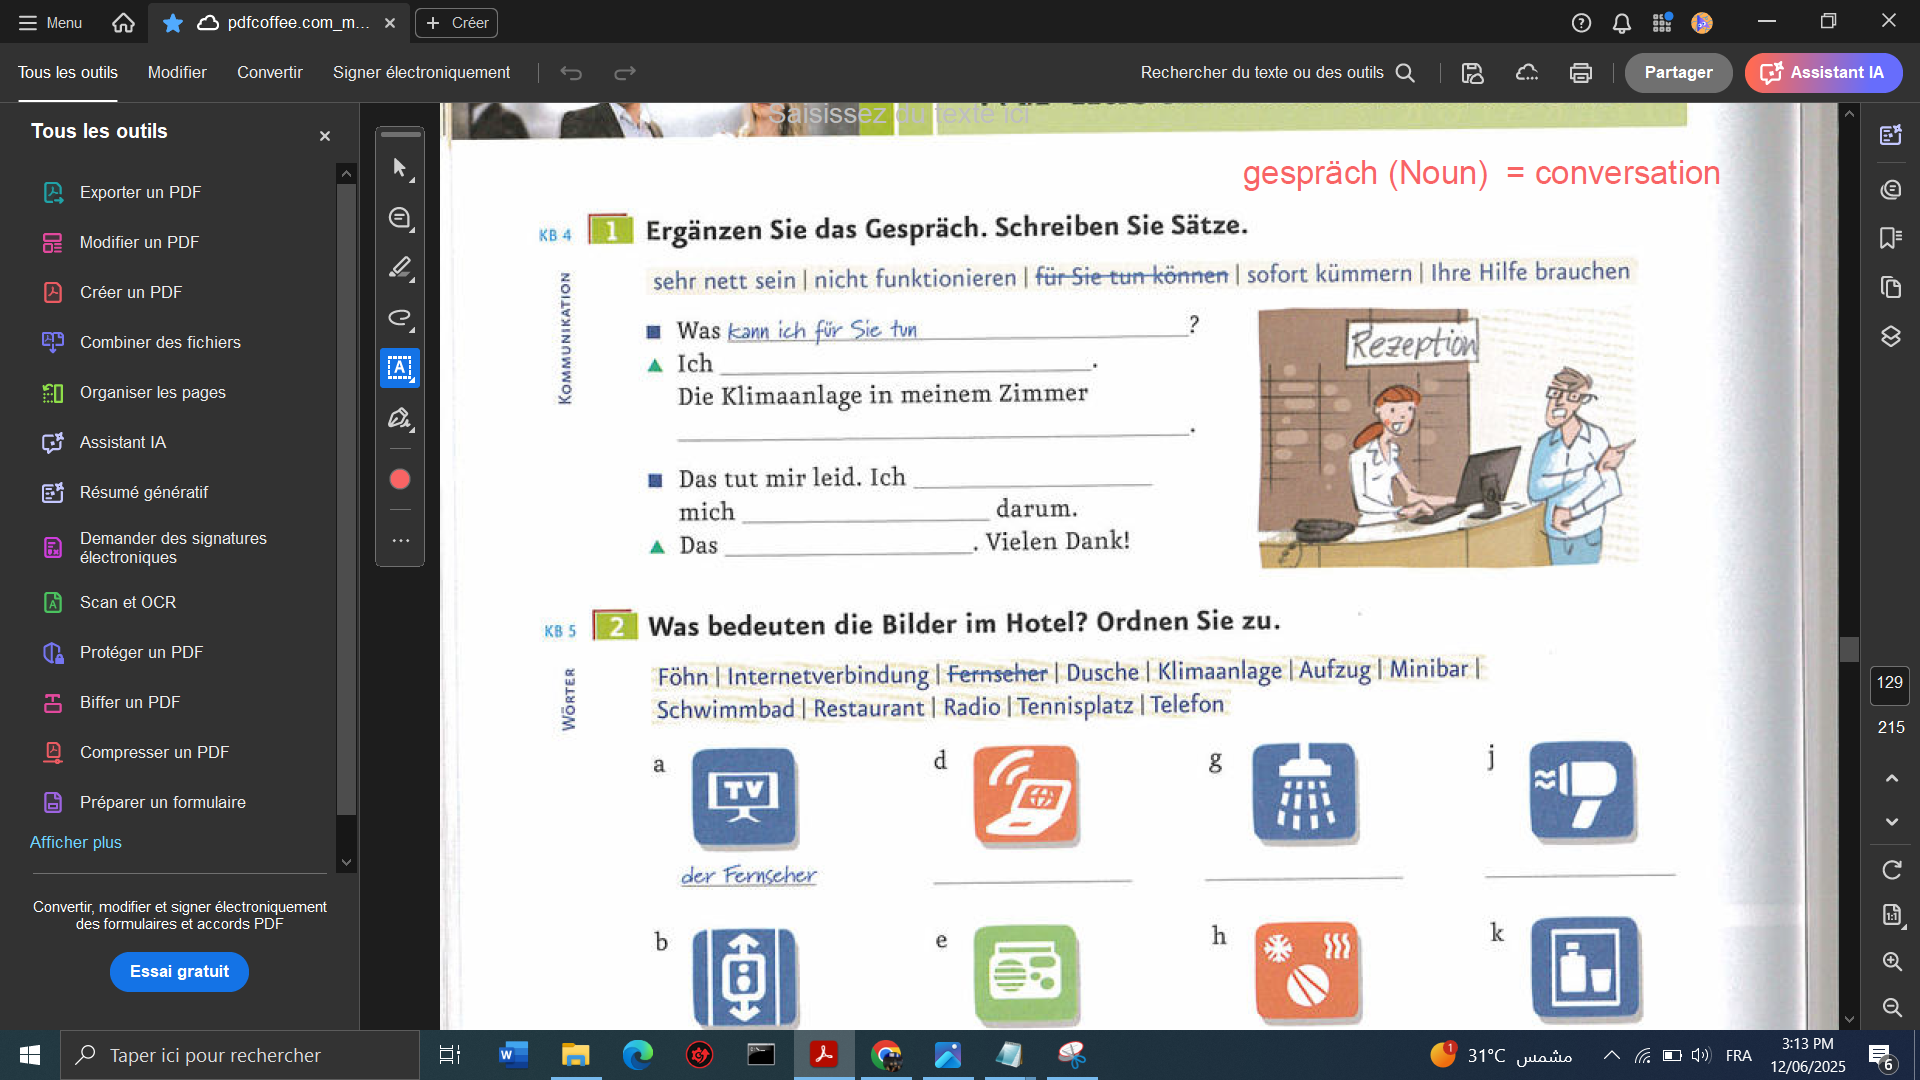 Menu
pdfcoffee.com_m...
Créer
Tous les outils
Modifier
Convertir
Signer électroniquement
Rechercher du texte ou des outils
Partager
Assistant IA
Tous les outils
Exporter un PDF
Modifier un PDF
Créer un PDF
Combiner des fichiers
Organiser les pages
Assistant IA
Résumé génératif
Demander des signatures
électroniques
Scan et OCR
Protéger un PDF
Biffer un PDF
Compresser un PDF
Préparer un formulaire
Afficher plus
Convertir, modifier et signer électroniquement
des formulaires et accords PDF
Essai gratuit
Saisissez du texte ici
gespräch (Noun) = conversation
KB 4 1 Ergänzen Sie das Gespräch. Schreiben Sie Sätze.
KOMMUNIKATION
sehr nett sein | nicht funktionieren | für Sie tun können | sofort kümmern | Ihre Hilfe brauchen
Was kann ich für Sie tun ?
Ich .
Die Klimaanlage in meinem Zimmer
.
Das tut mir leid. Ich
mich darum.
Das . Vielen Dank!
Rezeption
KB 5 2 Was bedeuten die Bilder im Hotel? Ordnen Sie zu.
WÖRTER
Föhn | Internetverbindung | Fernseher | Dusche | Klimaanlage | Aufzug | Minibar |
Schwimmbad | Restaurant | Radio | Tennisplatz | Telefon
a d g j
TV
der Fernseher
b e h k
129
215
1:1
Taper ici pour rechercher
1
31°C مشمس
FRA
3:13 PM
12/06/2025
6